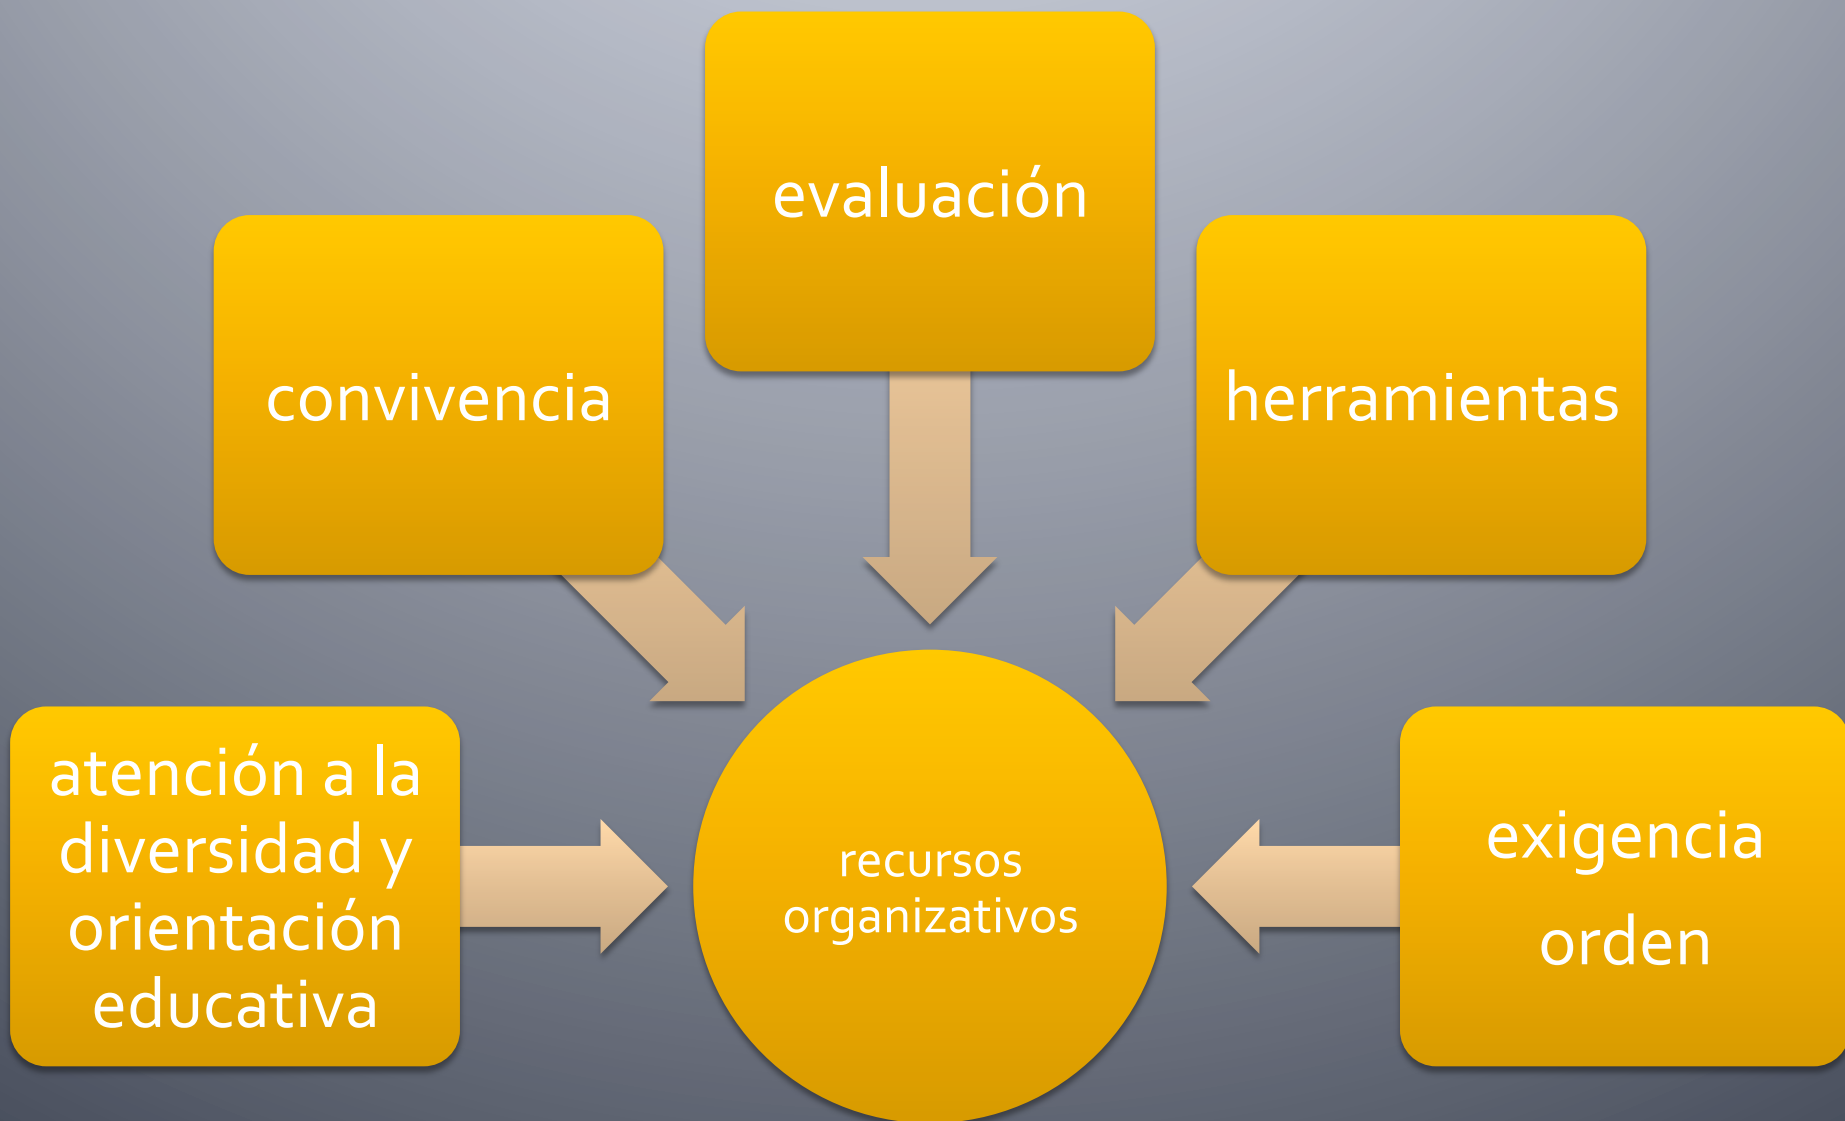 evaluación
convivencia
herramientas
atención a la
diversidad y
orientación
educativa
recursos
organizativos
exigencia
orden